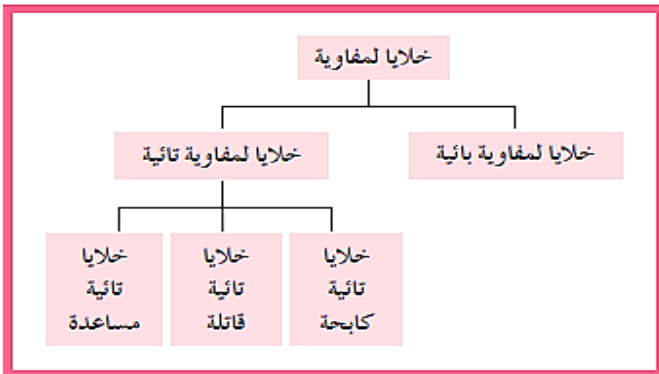 خلايا لمفاوية
خلايا لمفاوية بائية
خلايا لمفاوية تائية
خلايا
تائية
كابحة
خلايا
تائية
قاتلة
خلايا
تائية
مساعدة